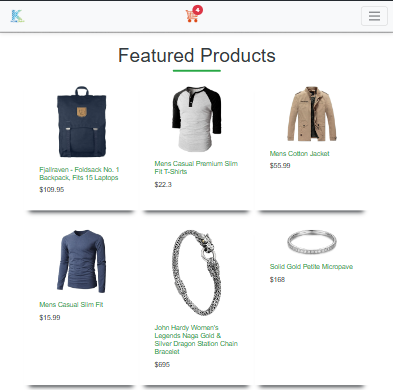 K
4
Featured Products
Fjallraven - Foldsack No. 1
Backpack, Fits 15 Laptops
$109.95
Mens Casual Premium Slim
Fit T-Shirts
$22.3
Mens Cotton Jacket
$55.99
Mens Casual Slim Fit
$15.99
John Hardy Women's
Legends Naga Gold &
Silver Dragon Station Chain
Bracelet
$695
Solid Gold Petite Micropave
$168